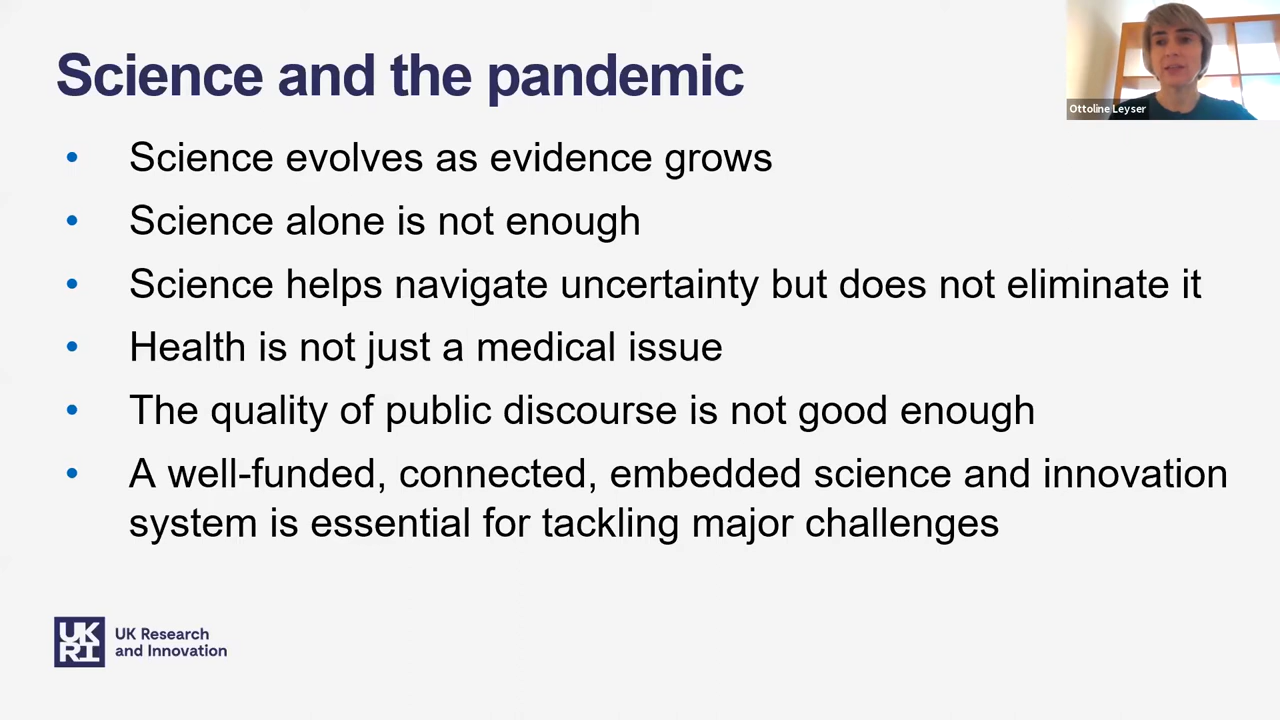 Science and the pandemic
Ottoline Leyser
• Science evolves as evidence grows
• Science alone is not enough
• Science helps navigate uncertainty but does not eliminate it
• Health is not just a medical issue
• The quality of public discourse is not good enough
• A well-funded, connected, embedded science and innovation
system is essential for tackling major challenges
UK
RI
UK Research
and Innovation